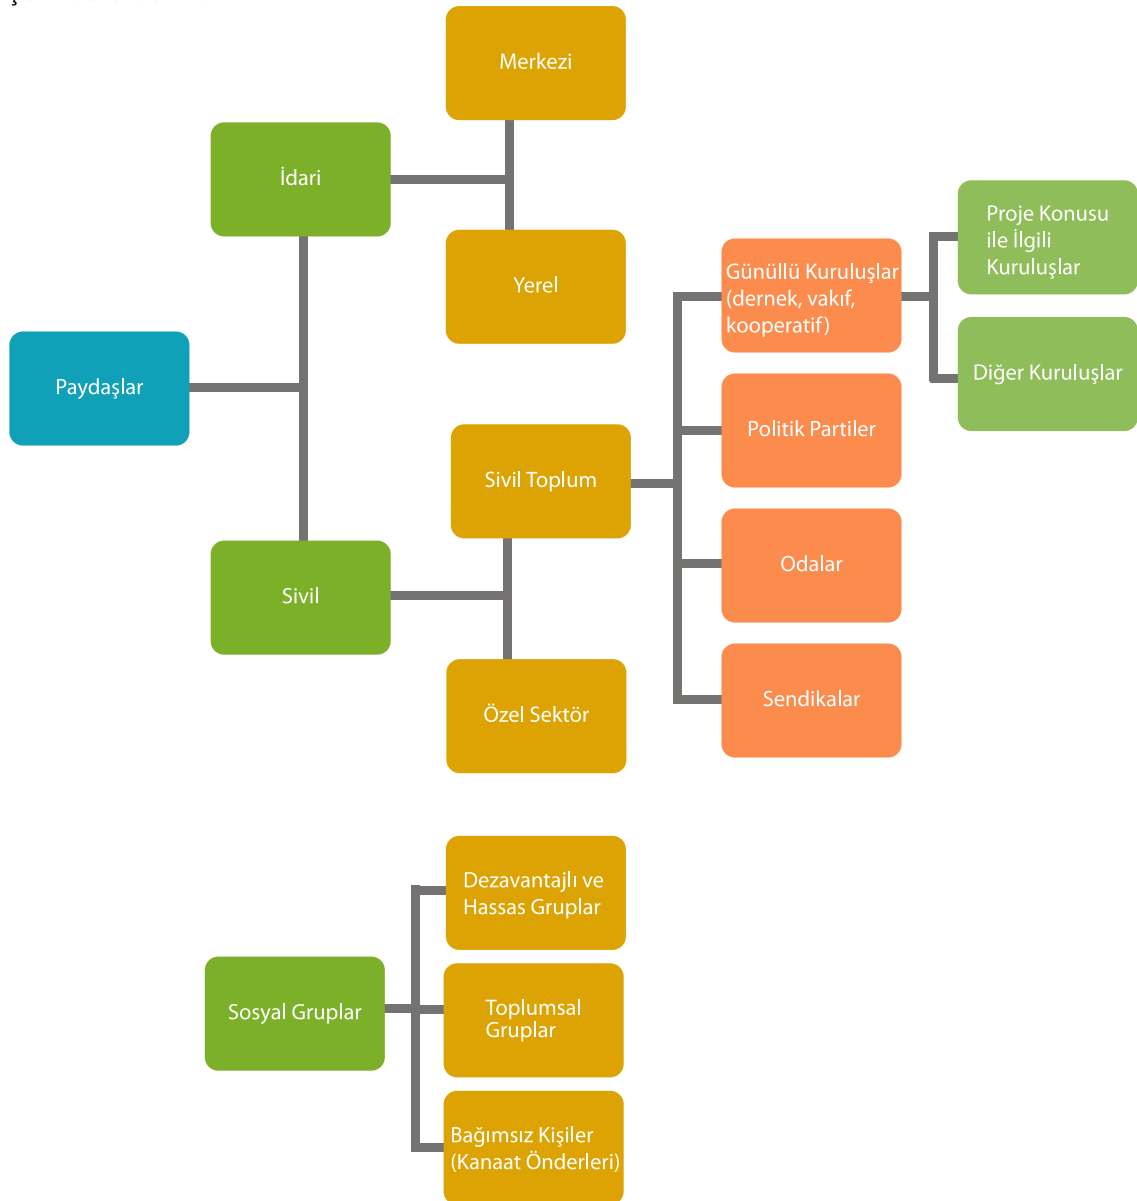 Merkezi
İdari
Yerel
Paydaşlar
Sivil Toplum
Sivil
Özel Sektör
Günüllü Kuruluşlar
(dernek, vakıf,
kooperatif)
Politik Partiler
Odalar
Sendikalar
Proje Konusu
ile İlgili
Kuruluşlar
Diğer Kuruluşlar
Sosyal Gruplar
Dezavantajlı ve
Hassas Gruplar
Toplumsal
Gruplar
Bağımsız Kişiler
(Kanaat Önderleri)